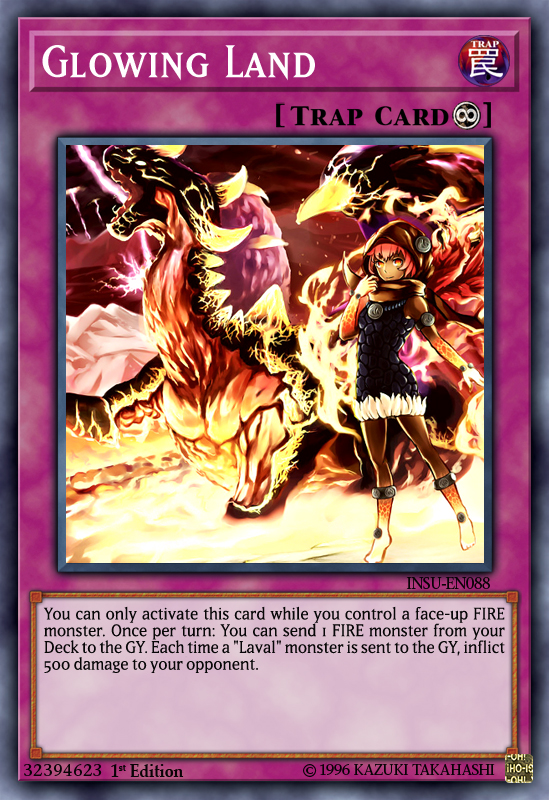 GLOWING LAND
TRAP
罠
[TRAP CARD]
INSU-EN088
You can only activate this card while you control a face-up FIRE
monster. Once per turn: You can send 1 FIRE monster from your
Deck to the GY. Each time a "Laval" monster is sent to the GY, inflict
500 damage to your opponent.
32394623 1st Edition © 1996 KAZUKI TAKAHASHI